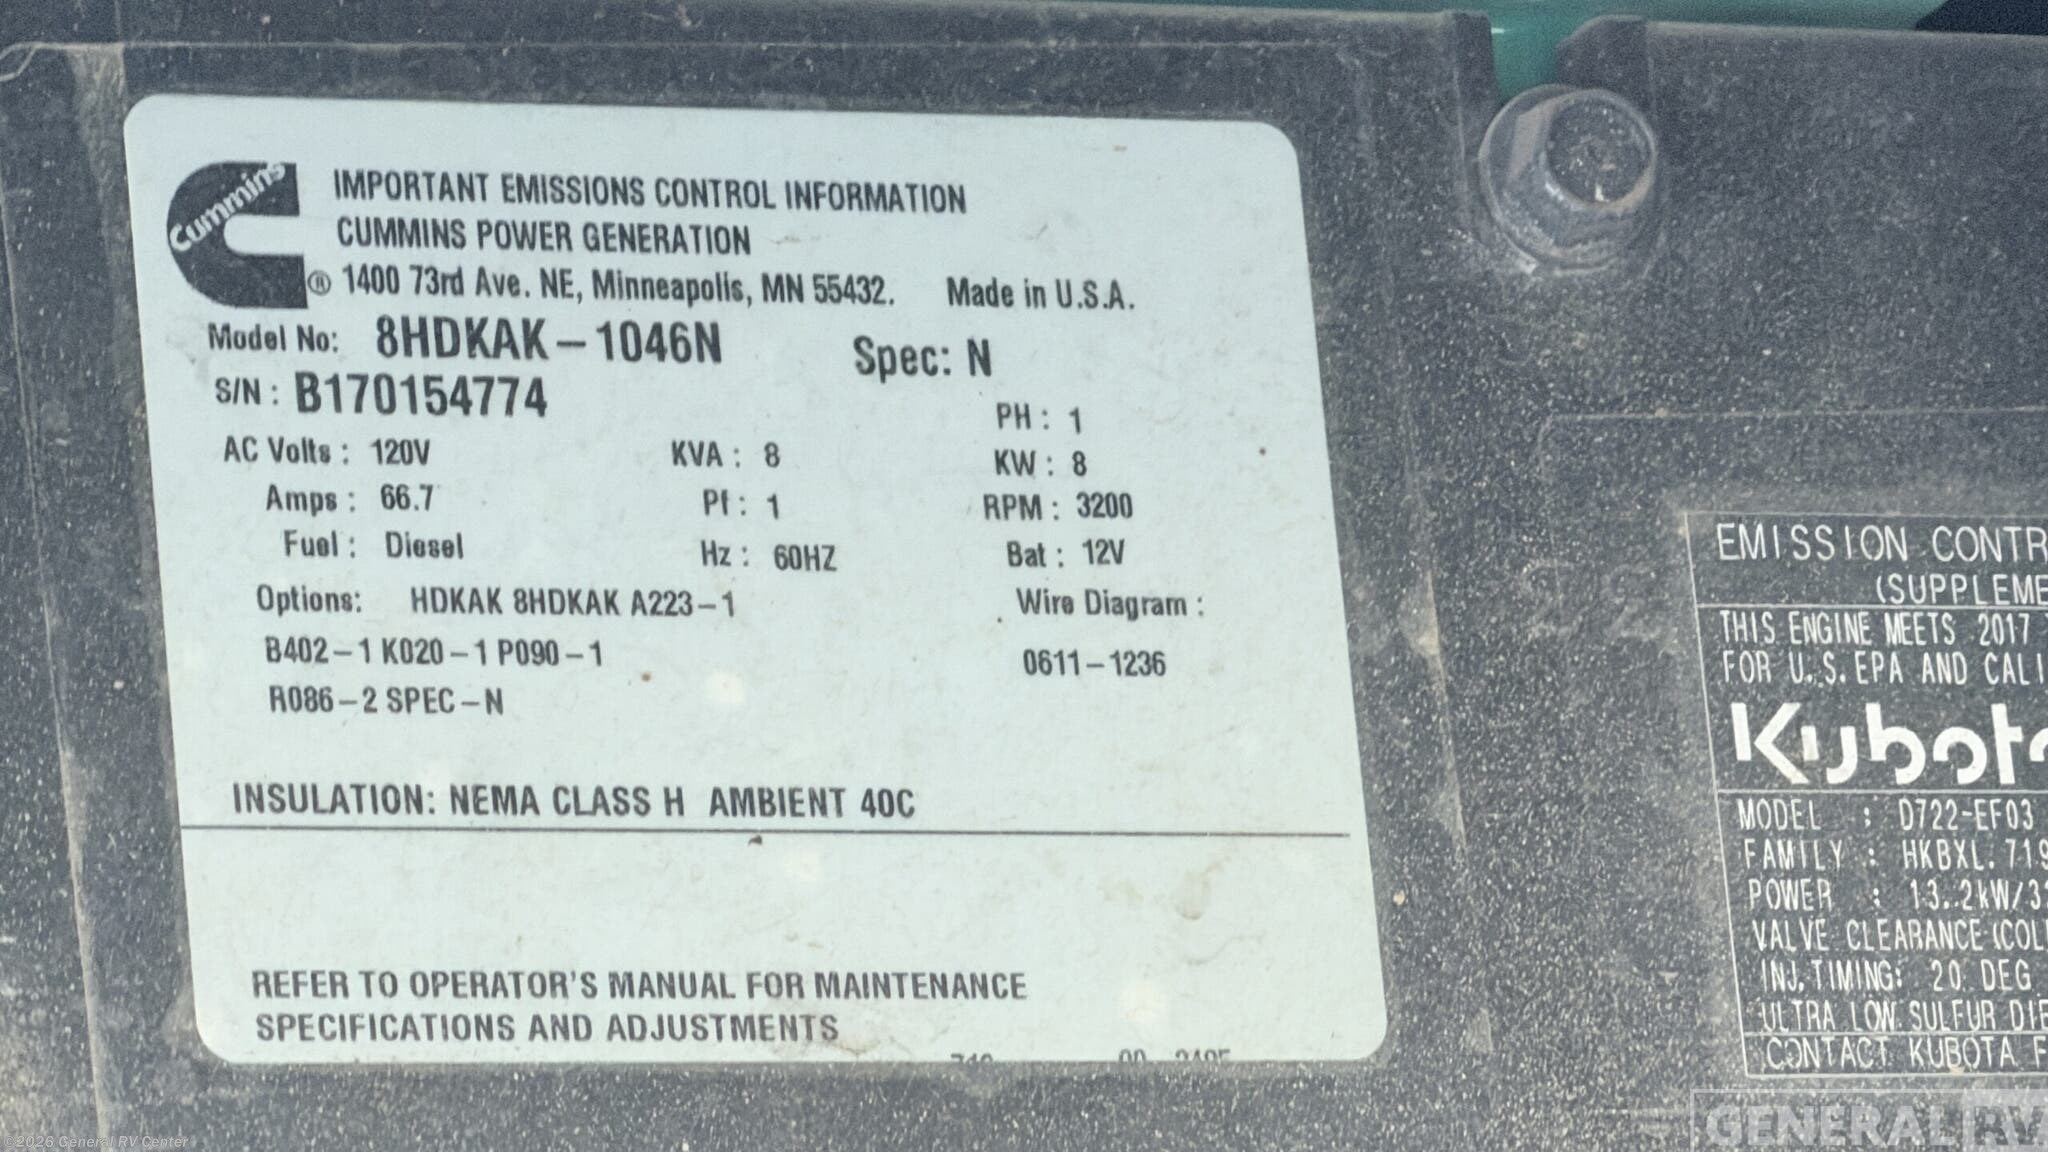 Cummins
IMPORTANT EMISSIONS CONTROL INFORMATION
CUMMINS POWER GENERATION
® 1400 73rd Ave. NE, Minneapolis, MN 55432. Made in U.S.A.
Model No: 8HDKAK-1046N Spec: N
S/N: B170154774
PH: 1
AC Volts: 120V KVA: 8 KW: 8
Amps: 66.7 Pf: 1 RPM: 3200
Fuel: Diesel Hz: 60HZ Bat: 12V
Options: HDKAK 8HDKAK A223-1 Wire Diagram:
B402-1 K020-1 P090-1 0611-1236
R086-2 SPEC-N
INSULATION: NEMA CLASS H AMBIENT 40C
REFER TO OPERATOR'S MANUAL FOR MAINTENANCE
SPECIFICATIONS AND ADJUSTMENTS
EMISSION CONTR
(SUPPLEME
THIS ENGINE MEETS 2017
FOR U.S.EPA AND CALI
Kubota
MODEL : D722-EF03
FAMILY : HKBXL.719
POWER : 13.2kW/32
VALVE CLEARANCE (COL
INJ.TIMING: 20 DEG
ULTRA LOW SULFUR DIE
CONTACT KUBOTA F
GENERAL RV
©2026 General RV Center